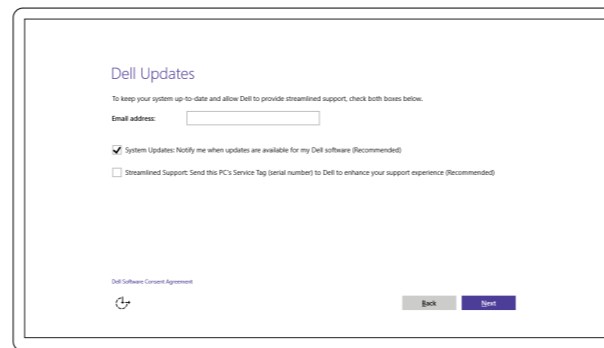 Dell Updates
To keep your system up-to-date and allow Dell to provide streamlined support, check both boxes below.
Email address:
System Updates: Notify me when updates are available for my Dell software (Recommended)
Streamlined Support: Send this PC's Service Tag (serial number) to Dell to enhance your support experience (Recommended)
Dell Software Consent Agreement
Back Next